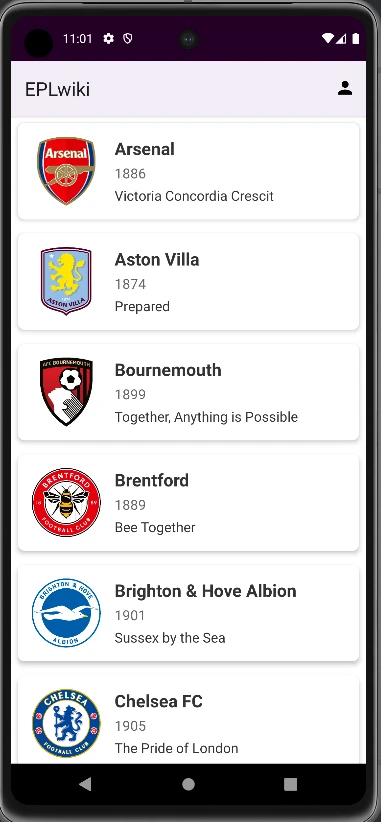 11:01
EPLwiki
Arsenal
Arsenal
1886
Victoria Concordia Crescit
ASTON VILLA
Aston Villa
1874
Prepared
AFC BOURNEMOUTH
Bournemouth
1899
Together, Anything is Possible
BRENTFORD
FOOTBALL CLUB
Brentford
1889
Bee Together
BRIGHTON & HOVE
ALBION
Brighton & Hove Albion
1901
Sussex by the Sea
CHELSEA
FOOTBALL CLUB
Chelsea FC
1905
The Pride of London